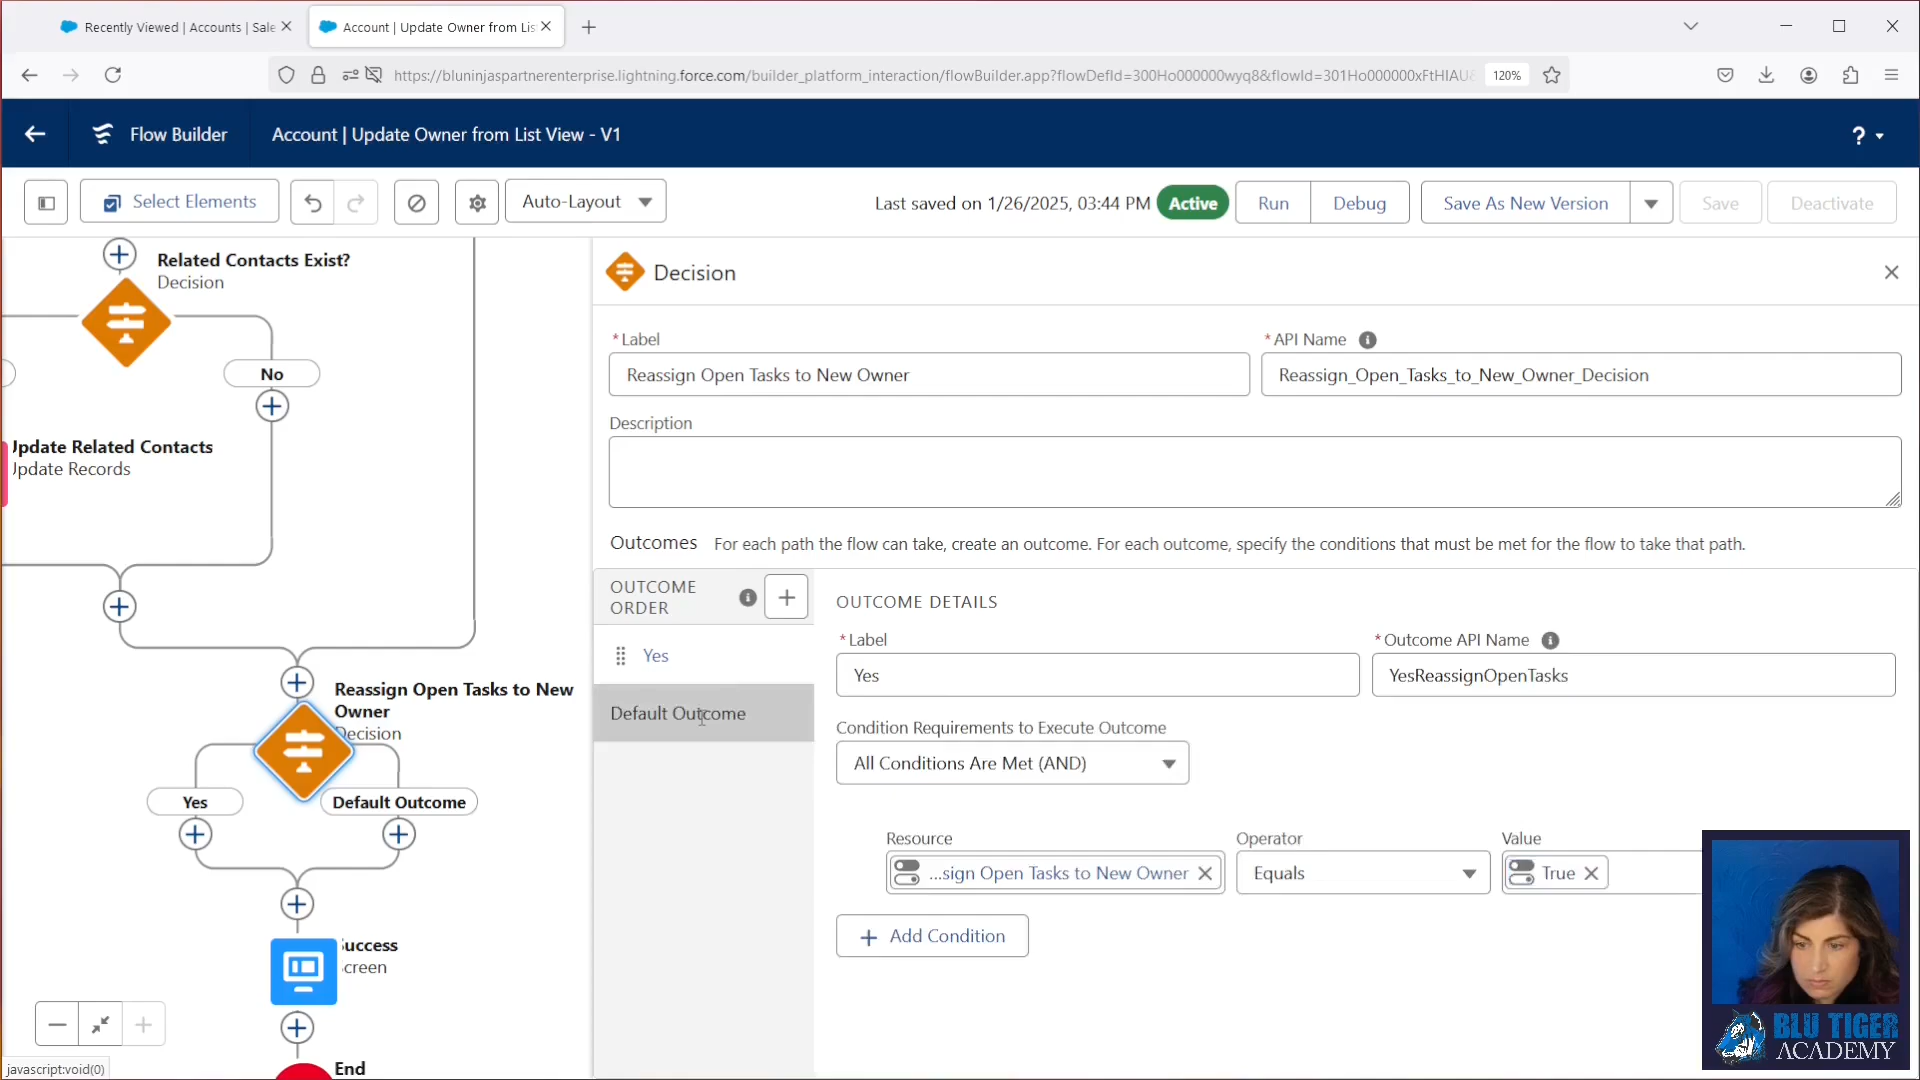 Recently Viewed | Accounts | Sale
Account | Update Owner from Lis
https://bluninjaspartnerenterprise.lightning.force.com/builder_platform_interaction/flowBuilder.app?flowDefId=300Ho000000wyq8&flowId=301Ho000000xFtHIAU
120%
Flow Builder
Account | Update Owner from List View - V1
?
Select Elements
Auto-Layout
Last saved on 1/26/2025, 03:44 PM
Active
Run
Debug
Save As New Version
Save
Deactivate
Related Contacts Exist?
Decision
No
Update Related Contacts
Update Records
Reassign Open Tasks to New
Owner
Decision
Yes
Default Outcome
Success
Screen
End
javascript:void(0)
Decision
*Label
Reassign Open Tasks to New Owner
*API Name
Reassign_Open_Tasks_to_New_Owner_Decision
Description
Outcomes For each path the flow can take, create an outcome. For each outcome, specify the conditions that must be met for the flow to take that path.
OUTCOME
ORDER
Yes
Default Outcome
OUTCOME DETAILS
*Label
Yes
*Outcome API Name
YesReassignOpenTasks
Condition Requirements to Execute Outcome
All Conditions Are Met (AND)
Resource
...sign Open Tasks to New Owner
Operator
Equals
Value
True
Add Condition
BLU TIGER
ACADEMY